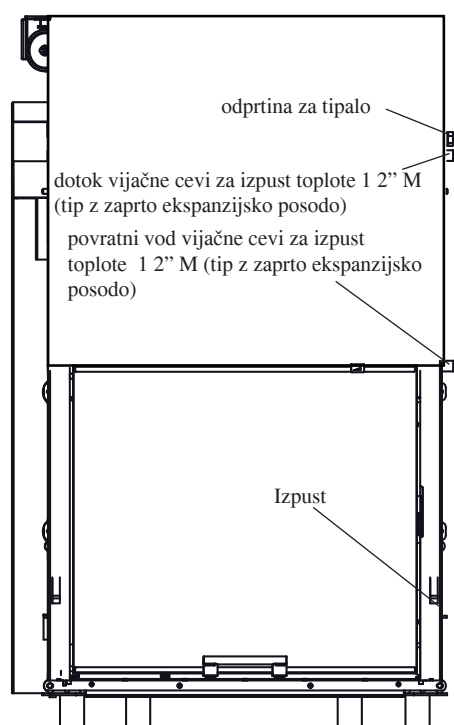 odprtina za tipalo
dotok vijačne cevi za izpust toplote 1 2” M
(tip z zaprto ekspanzijsko posodo)
povratni vod vijačne cevi za izpust
toplote 1 2” M (tip z zaprto ekspanzijsko
posodo)
Izpust